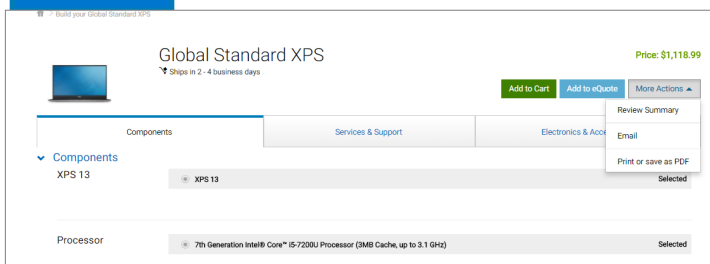 > Build your Global Standard XPS
Global Standard XPS
Price: $1,118.99
Ships in 2 - 4 business days
Add to Cart
Add to eQuote
More Actions
Review Summary
Email
Print or save as PDF
Components
Services & Support
Electronics &
Components
XPS 13
XPS 13
Selected
Processor
7th Generation Intel® Core™ i5-7200U Processor (3MB Cache, up to 3.1 GHz)
Selected